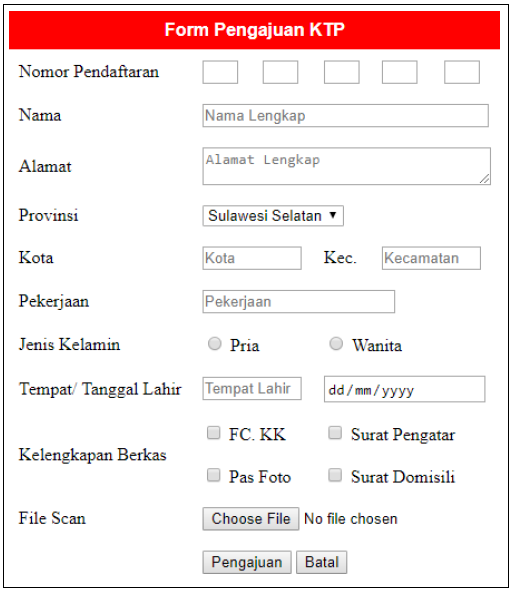 Form Pengajuan KTP
Nomor Pendaftaran
Nama Nama Lengkap
Alamat Alamat Lengkap
Provinsi Sulawesi Selatan
Kota Kota Kec. Kecamatan
Pekerjaan Pekerjaan
Jenis Kelamin Pria Wanita
Tempat/ Tanggal Lahir Tempat Lahir dd/mm/yyyy
FC. KK Surat Pengatar
Kelengkapan Berkas
Pas Foto Surat Domisili
File Scan Choose File No file chosen
Pengajuan Batal